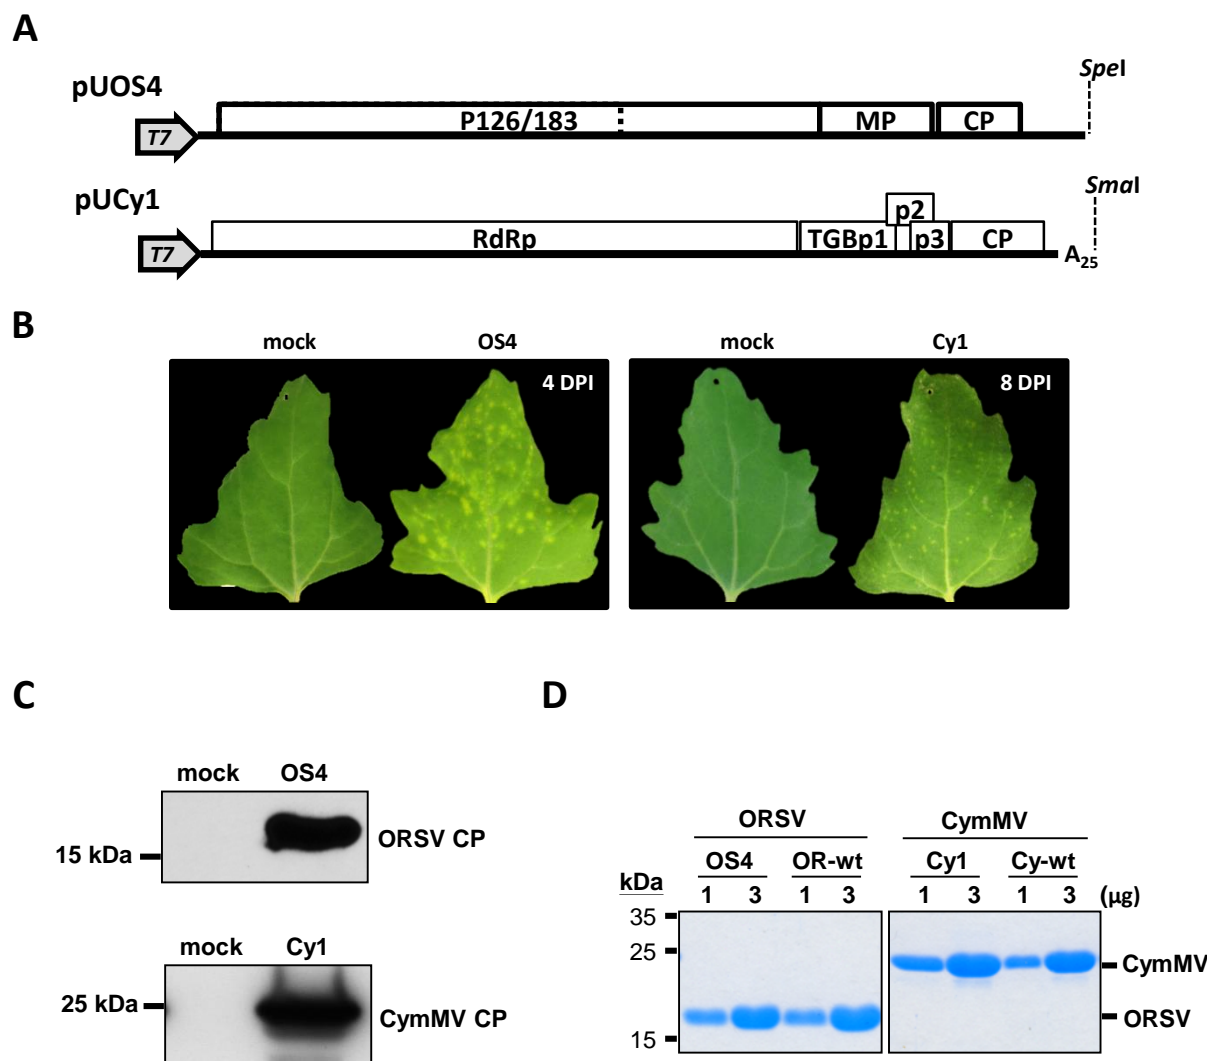 A
pUOS4
SpeI
T7
P126/183
MP
CP
pUCy1
SmaI
p2
T7
RdRp
TGBp1
p3
CP
A25
B
mock
OS4
mock
Cy1
4 DPI
8 DPI
C
D
mock
OS4
15 kDa
ORSV CP
mock
Cy1
25 kDa
CymMV CP
ORSV
CymMV
OS4
OR-wt
Cy1
Cy-wt
kDa
1
3
1
3
1
3
1
3
(µg)
35
25
CymMV
ORSV
15